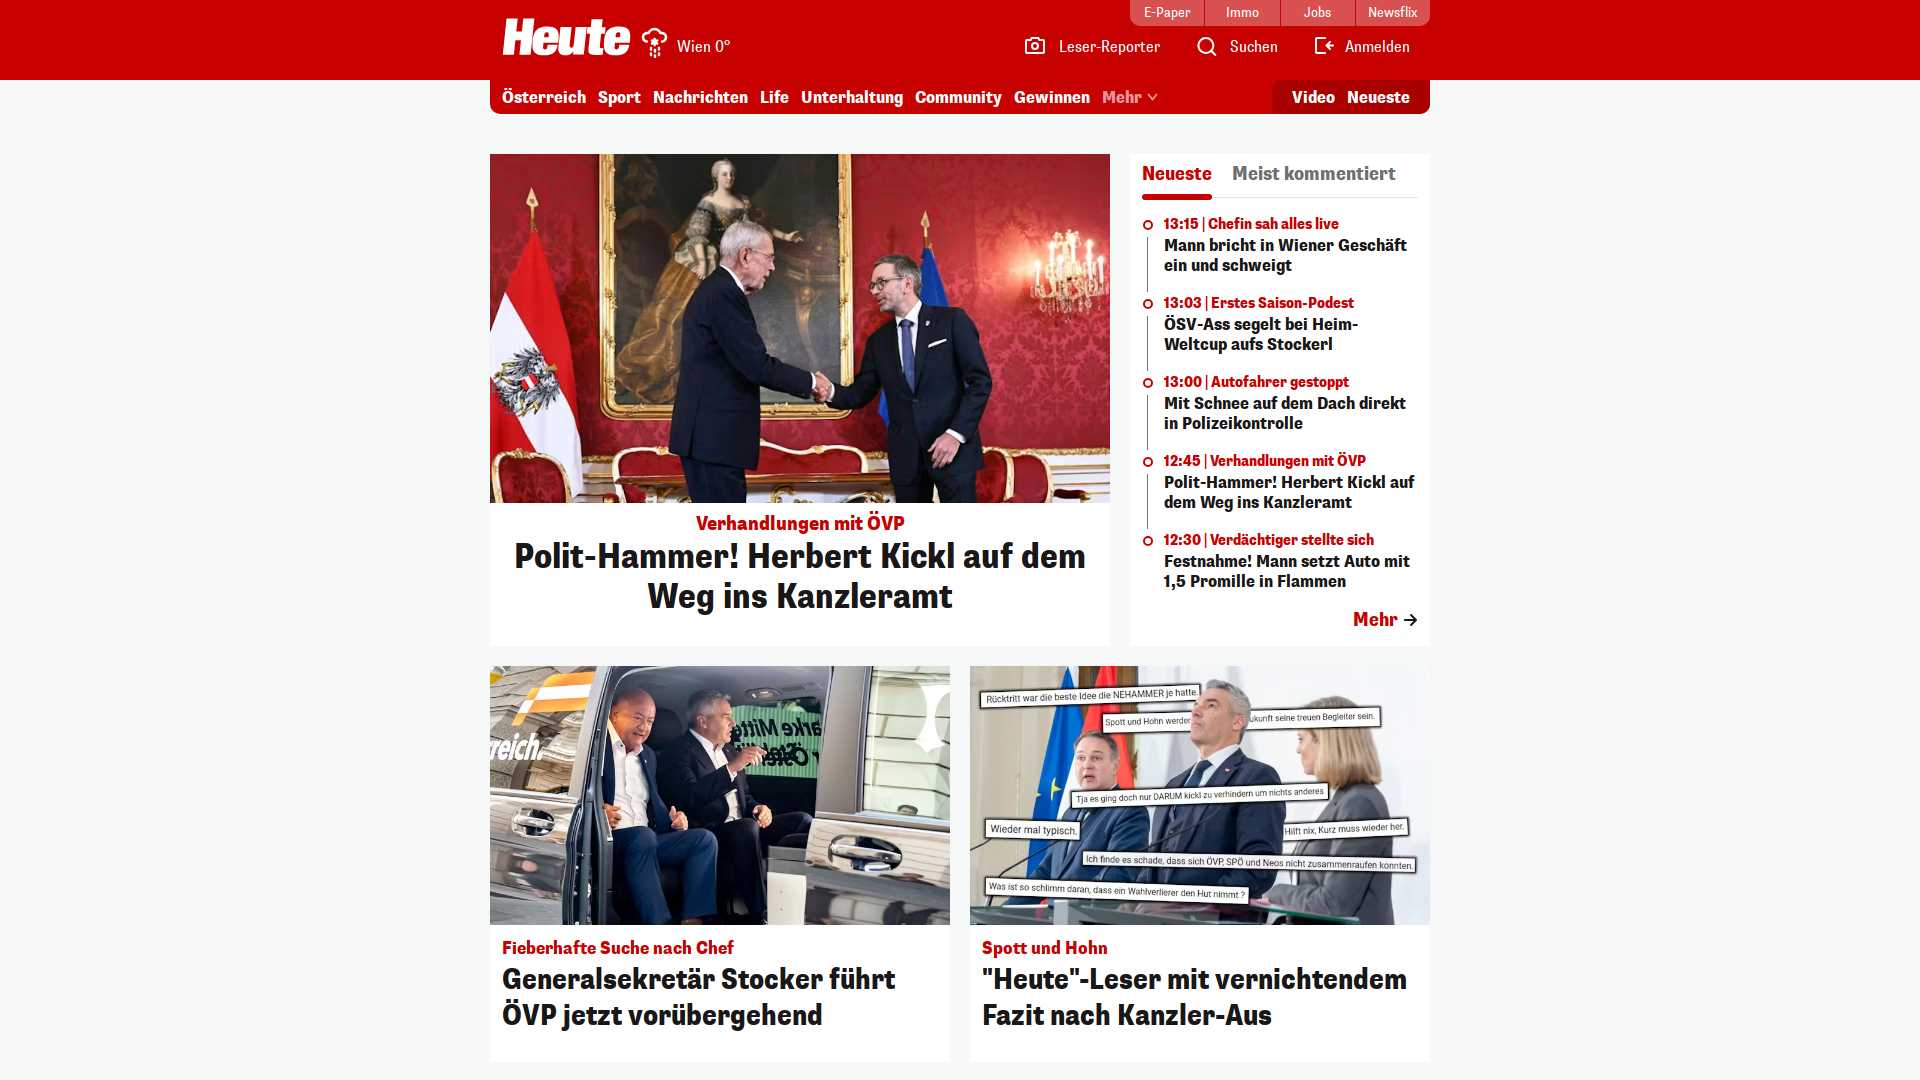 E-Paper
Immo
Jobs
Newsflix
Heute
Wien 0°
Leser-Reporter
Suchen
Anmelden
Österreich
Sport
Nachrichten
Life
Unterhaltung
Community
Gewinnen
Mehr
Video
Neueste
Verhandlungen mit ÖVP
Polit-Hammer! Herbert Kickl auf dem
Weg ins Kanzleramt
Neueste
Meist kommentiert
13:15 | Chefin sah alles live
Mann bricht in Wiener Geschäft
ein und schweigt
13:03 | Erstes Saison-Podest
ÖSV-Ass segelt bei Heim-
Weltcup aufs Stockerl
13:00 | Autofahrer gestoppt
Mit Schnee auf dem Dach direkt
in Polizeikontrolle
12:45 | Verhandlungen mit ÖVP
Polit-Hammer! Herbert Kickl auf
dem Weg ins Kanzleramt
12:30 | Verdächtiger stellte sich
Festnahme! Mann setzt Auto mit
1,5 Promille in Flammen
Mehr
reich.
Fieberhafte Suche nach Chef
Generalsekretär Stocker führt
ÖVP jetzt vorübergehend
Rücktritt war die beste Idee die NEHAMMER je hatte.
Spott und Hohn werden
ukunft seine treuen Begleiter sein.
Tja es ging doch nur DARUM kickl zu verhindern um nichts anderes
Wieder mal typisch.
Hilft nix, Kurz muss wieder her.
Ich finde es schade, dass sich ÖVP, SPÖ und Neos nicht zusammenraufen konnten.
Was ist so schlimm daran, dass ein Wahlverlierer den Hut nimmt ?
Spott und Hohn
"Heute"-Leser mit vernichtendem
Fazit nach Kanzler-Aus